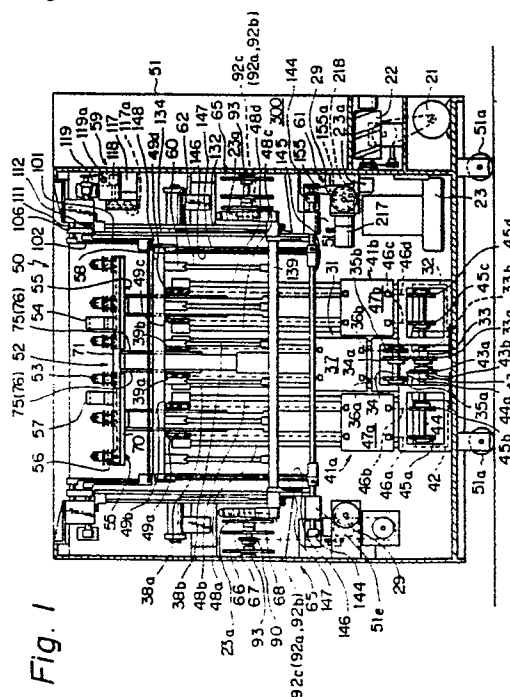 Fig. 1
119
119a
59
118
117
117a
148
134
51
101
112
111
106
102
50
55
75(76)
54
53
52
75(76)
57
56
55
70
71
58
49d
49c
60
62
146
147
132
65
23a
93
48d
48c
92c
(92a, 92b)
300
145
144
155
29
61
155a
218
23a
22
21
51e
217
51a
23
39b
39a
49b
49a
139
31
35b
41b
36b
46c
47b
46d
45d
32
45c
33b
33a
33
43a
43
44a
35a
45b
37
34a
34
36a
47a
44
41a
46b
46a
45a
42
51a
38a
38b
48b
48a
23a
66
67
68
90
93
65
92c(92a, 92b)
147
146
144
51e
29